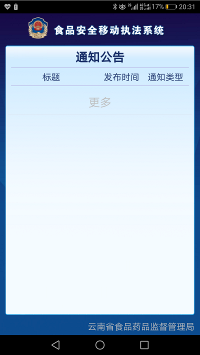 17% 20:31
食品安全移动执法系统
通知公告
标题 发布时间 通知类型
更多
云南省食品药品监督管理局